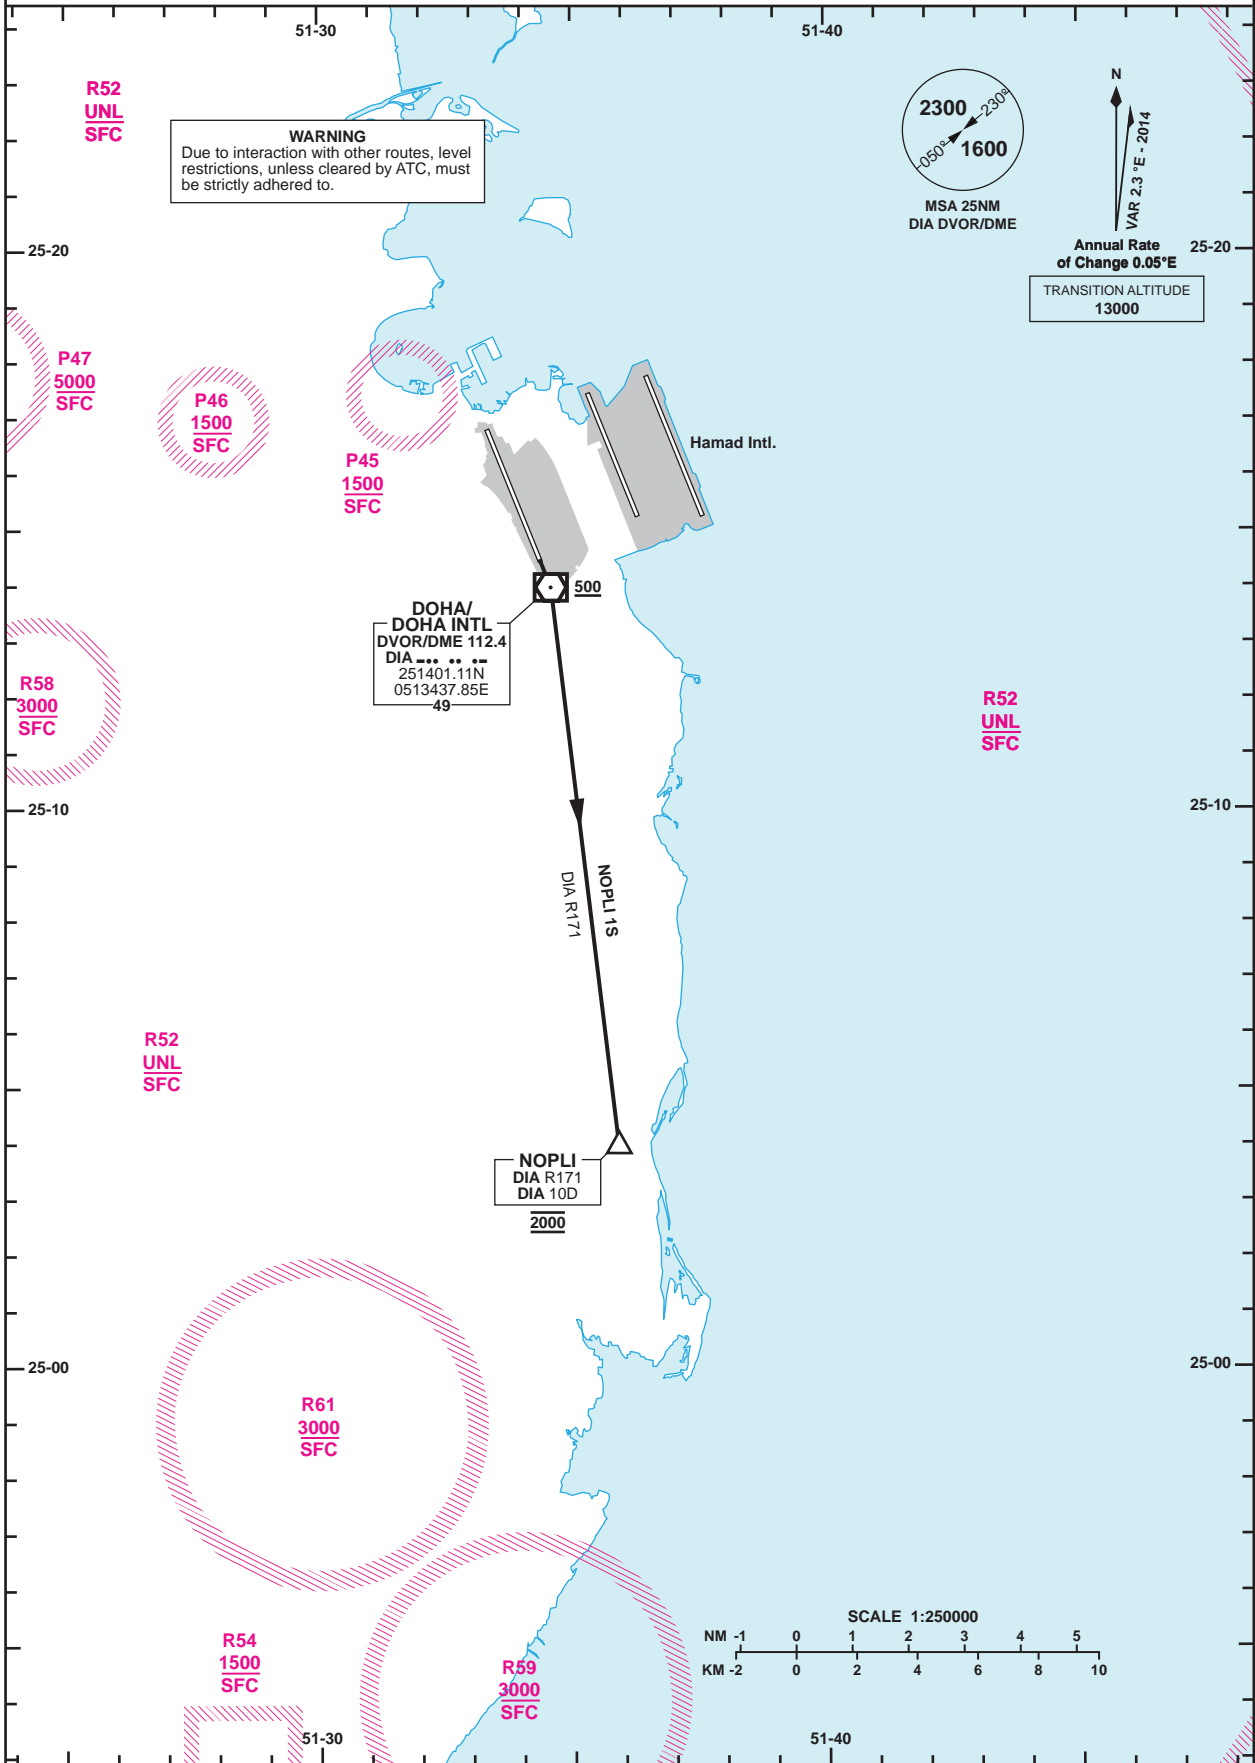 51-30
51-40
R52
UNL
SFC
WARNING
Due to interaction with other routes, level
restrictions, unless cleared by ATC, must
be strictly adhered to.
2300
230°
050°
1600
MSA 25NM
DIA DVOR/DME
N
VAR 2.3 °E - 2014
Annual Rate
of Change 0.05°E
TRANSITION ALTITUDE
13000
25-20
25-20
P47
5000
SFC
P46
1500
SFC
P45
1500
SFC
Hamad Intl.
500
DOHA/
DOHA INTL
DVOR/DME 112.4
DIA
251401.11N
0513437.85E
49
R58
3000
SFC
R52
UNL
SFC
25-10
25-10
NOPLI 1S
DIA R171
R52
UNL
SFC
NOPLI
DIA R171
DIA 10D
2000
25-00
25-00
R61
3000
SFC
R54
1500
SFC
R59
3000
SFC
SCALE 1:250000
NM -1 0 1 2 3 4 5
KM -2 0 2 4 6 8 10
51-30
51-40